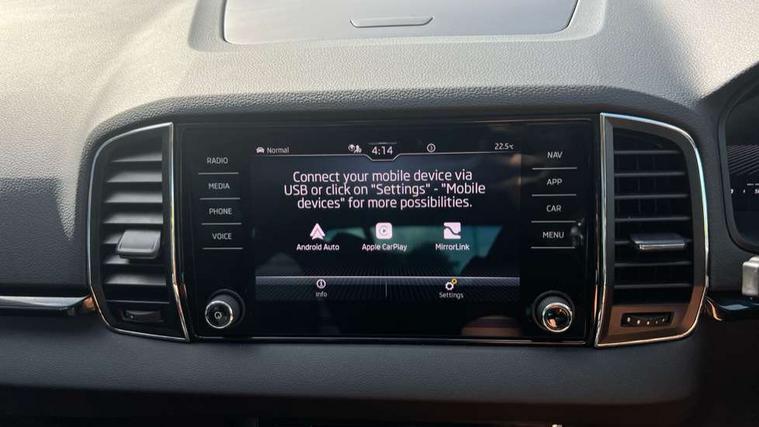 Normal
4:14
22.5°C
RADIO
MEDIA
PHONE
VOICE
Connect your mobile device via
USB or click on "Settings" - "Mobile
devices" for more possibilities.
Android Auto
Apple CarPlay
MirrorLink
Info
Settings
NAV
APP
CAR
MENU